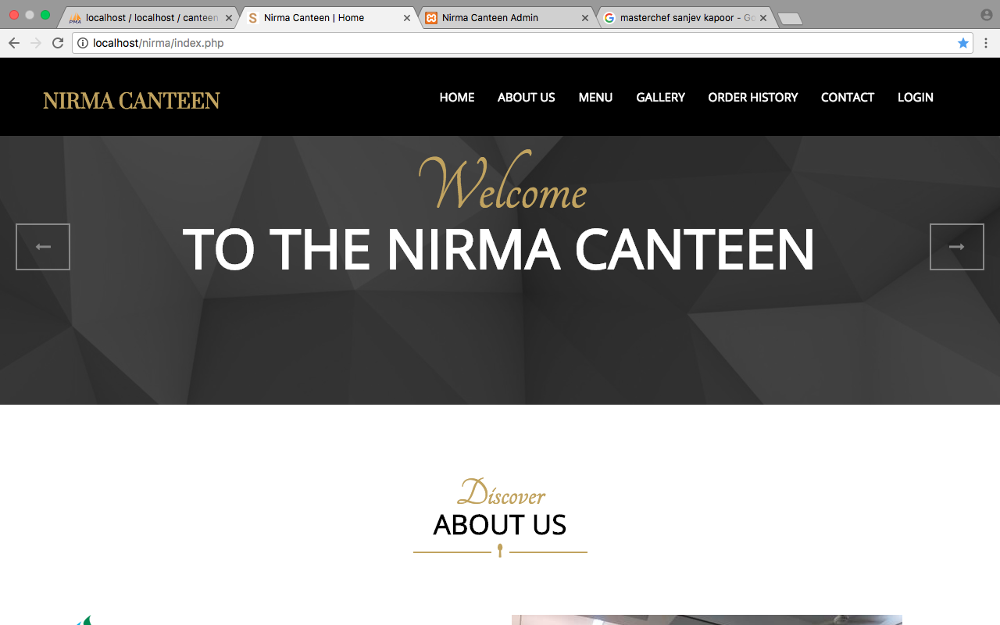 localhost / localhost / canteen
Nirma Canteen | Home
Nirma Canteen Admin
masterchef sanjev kapoor - Go
localhost/nirma/index.php
NIRMA CANTEEN
HOME ABOUT US MENU GALLERY ORDER HISTORY CONTACT LOGIN
Welcome
TO THE NIRMA CANTEEN
Discover
ABOUT US